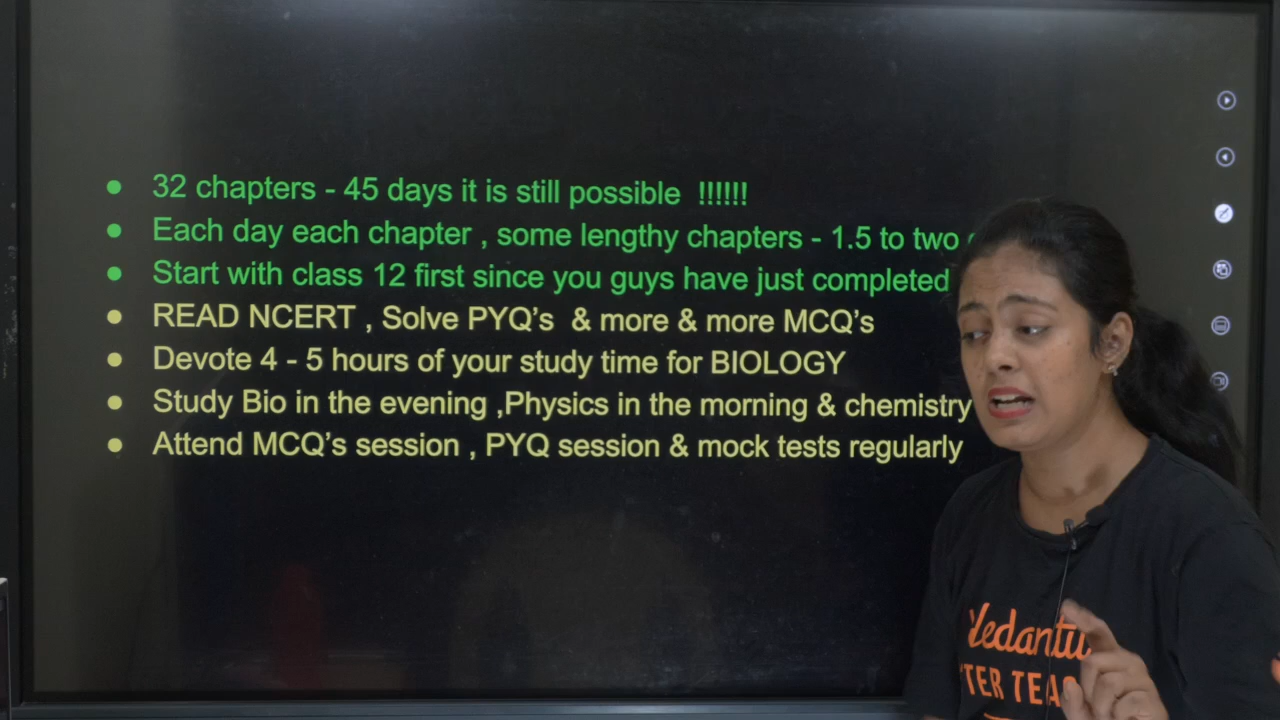 32 chapters - 45 days it is still possible !!!!!!
Each day each chapter , some lengthy chapters - 1.5 to two
Start with class 12 first since you guys have just completed
READ NCERT , Solve PYQ's & more & more MCQ's
Devote 4 - 5 hours of your study time for BIOLOGY
Study Bio in the evening ,Physics in the morning & chemistry
Attend MCQ's session , PYQ session & mock tests regularly
Vedantu